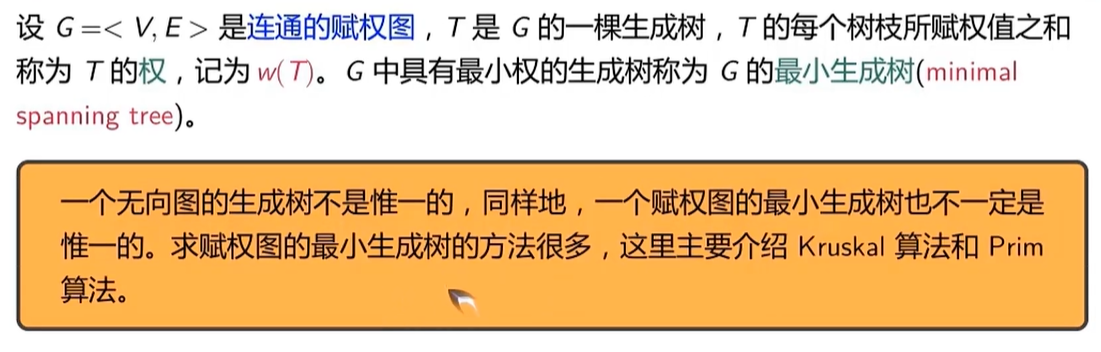 设 G =< V, E > 是连通的赋权图，T 是 G 的一棵生成树，T 的每个树枝所赋权值之和
称为 T 的权，记为 w(T)。G 中具有最小权的生成树称为 G 的最小生成树(minimal
spanning tree)。
一个无向图的生成树不是惟一的，同样地，一个赋权图的最小生成树也不一定是
惟一的。求赋权图的最小生成树的方法很多，这里主要介绍 Kruskal 算法和 Prim
算法。